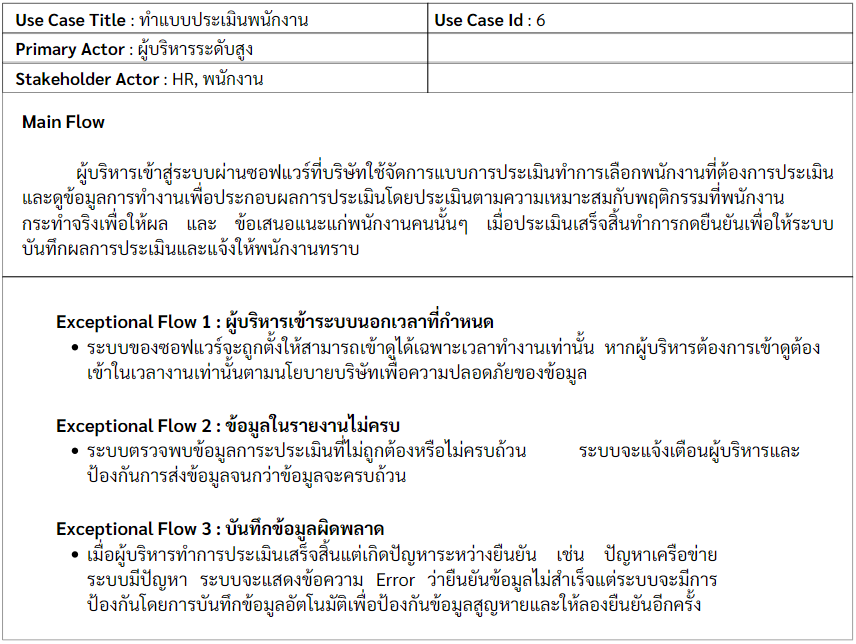 Use Case Title : ทำแบบประเมินพนักงาน
Use Case Id : 6
Primary Actor : ผู้บริหารระดับสูง
Stakeholder Actor : HR, พนักงาน
Main Flow
ผู้บริหารเข้าสู่ระบบผ่านซอฟแวร์ที่บริษัทใช้จัดการแบบการประเมินทำการเลือกพนักงานที่ต้องการประเมิน
และดูข้อมูลการทำงานเพื่อประกอบผลการประเมินโดยประเมินตามความเหมาะสมกับพฤติกรรมที่พนักงาน
กระทำจริงเพื่อให้ผล และ ข้อเสนอแนะแก่พนักงานคนนั้นๆ เมื่อประเมินเสร็จสิ้นทำการกดยืนยันเพื่อให้ระบบ
บันทึกผลการประเมินและแจ้งให้พนักงานทราบ
Exceptional Flow 1 : ผู้บริหารเข้าระบบนอกเวลาที่กำหนด
• ระบบของซอฟแวร์จะถูกตั้งให้สามารถเข้าดูได้เฉพาะเวลาทำงานเท่านั้น หากผู้บริหารต้องการเข้าดูต้อง
เข้าในเวลางานเท่านั้นตามนโยบายบริษัทเพื่อความปลอดภัยของข้อมูล
Exceptional Flow 2 : ข้อมูลในรายงานไม่ครบ
• ระบบตรวจพบข้อมูลการะประเมินที่ไม่ถูกต้องหรือไม่ครบถ้วน ระบบจะแจ้งเตือนผู้บริหารและ
ป้องกันการส่งข้อมูลจนกว่าข้อมูลจะครบถ้วน
Exceptional Flow 3 : บันทึกข้อมูลผิดพลาด
• เมื่อผู้บริหารทำการประเมินเสร็จสิ้นแต่เกิดปัญหาระหว่างยืนยัน เช่น ปัญหาเครือข่าย
ระบบมีปัญหา ระบบจะแสดงข้อความ Error ว่ายืนยันข้อมูลไม่สำเร็จแต่ระบบจะมีการ
ป้องกันโดยการบันทึกข้อมูลอัตโนมัติเพื่อป้องกันข้อมูลสูญหายและให้ลองยืนยันอีกครั้ง